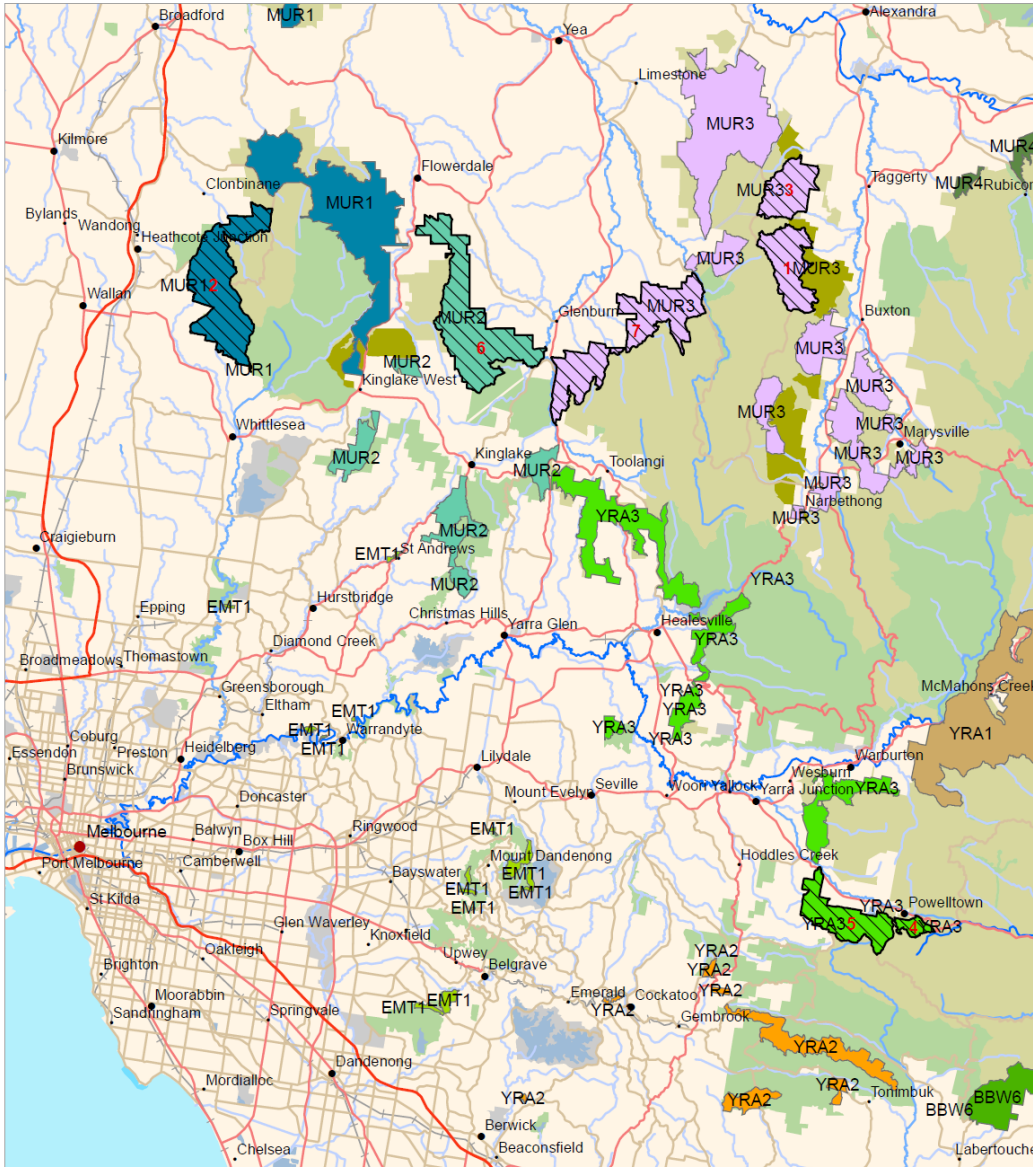 MUR1
Broadford
Alexandra
Yea
Limestone
MUR3
Kilmore
MUR4
Flowerdale
Taggerty
MUR4
Rubicon
Clonbinane
MUR3
3
MUR1
Bylands
Wandong
Heathcote Junction
MUR3
1
MUR3
MUR1
2
Wallan
MUR3
Glenburn
MUR2
7
Buxton
6
MUR3
MUR1
MUR2
Kinglake West
MUR3
MUR3
Whittlesea
MUR3
Marysville
MUR2
Kinglake
MUR2
Toolangi
MUR3
MUR3
MUR3
Narbethong
YRA3
MUR3
MUR2
Craigieburn
EMT1
St Andrews
MUR2
YRA3
EMT1
Hurstbridge
Epping
Christmas Hills
Yarra Glen
Healesville
YRA3
Diamond Creek
Broadmeadows
Thomastown
Greensborough
YRA3
McMahons Creek
Eltham
EMT1
YRA3
EMT1
Warrandyte
YRA3
YRA3
YRA1
Coburg
Preston
Heidelberg
EMT1
Essendon
Warburton
Brunswick
Lilydale
Wesburn
YRA3
Doncaster
Mount Evelyn
Seville
Woori Yallock
Yarra Junction
Melbourne
Balwyn
Box Hill
Ringwood
EMT1
Port Melbourne
Camberwell
Mount Dandenong
Hoddles Creek
Bayswater
EMT1
EMT1
EMT1
St Kilda
EMT1
YRA3
Powelltown
Glen Waverley
YRA3
5
4
YRA3
Knoxfield
Oakleigh
Upwey
YRA2
Brighton
Belgrave
YRA2
Moorabbin
EMT1
EMT1
Emerald
Cockatoo
YRA2
Sandringham
Springvale
YRA2
Gembrook
YRA2
Dandenong
Mordialloc
YRA2
YRA2
YRA2
Tonimbuk
BBW6
BBW6
Berwick
Chelsea
Beaconsfield
Labertouche